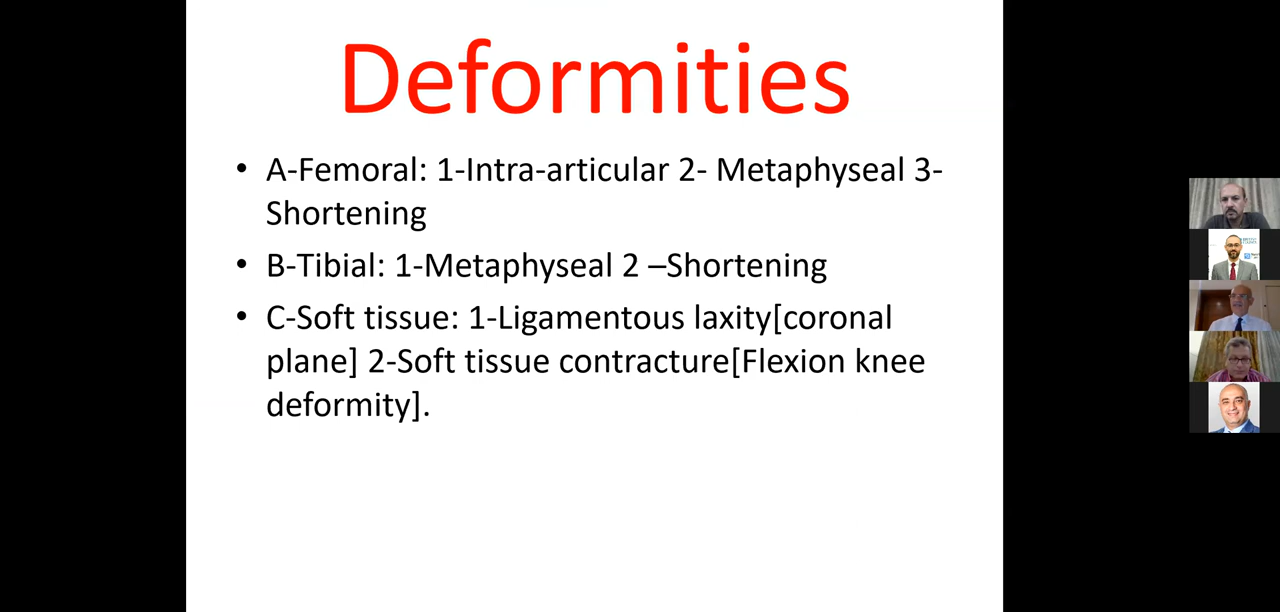 Deformities
• A-Femoral: 1-Intra-articular 2- Metaphyseal 3-
Shortening
• B-Tibial: 1-Metaphyseal 2 –Shortening
• C-Soft tissue: 1-Ligamentous laxity[coronal
plane] 2-Soft tissue contracture[Flexion knee
deformity].